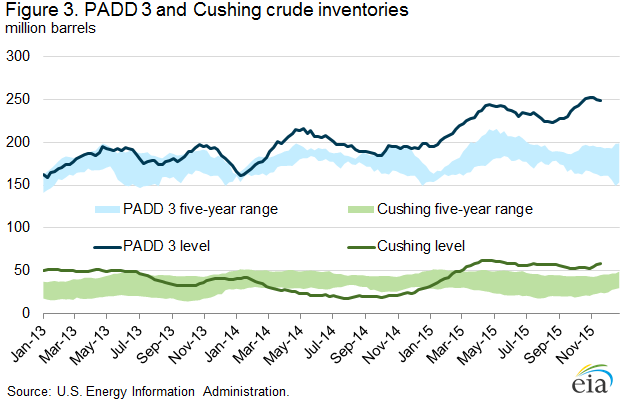 Figure 3. PADD 3 and Cushing crude inventories
million barrels
300
250
200
150
100
50
0
PADD 3 five-year range
Cushing five-year range
PADD 3 level
Cushing level
Jan-13
Mar-13
May-13
Jul-13
Sep-13
Nov-13
Jan-14
Mar-14
May-14
Jul-14
Sep-14
Nov-14
Jan-15
Mar-15
May-15
Jul-15
Sep-15
Nov-15
Source: U.S. Energy Information Administration.
eia